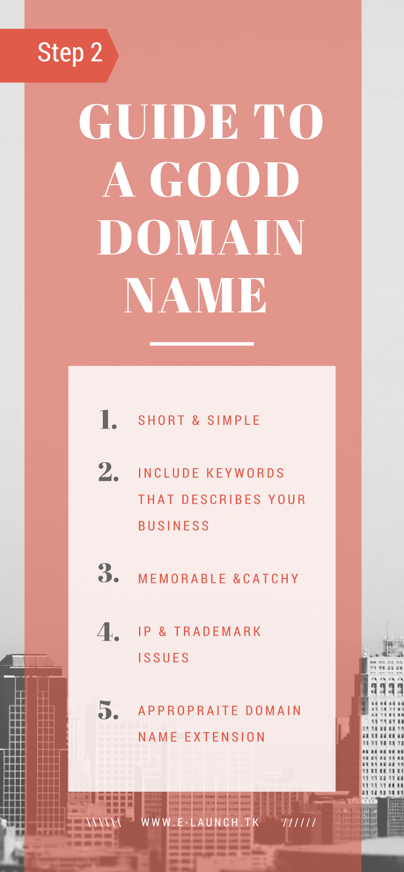 Step 2
GUIDE TO
A GOOD
DOMAIN
NAME
1. SHORT & SIMPLE
2. INCLUDE KEYWORDS
THAT DESCRIBES YOUR
BUSINESS
3. MEMORABLE &CATCHY
4. IP & TRADEMARK
ISSUES
5. APPROPRAITE DOMAIN
NAME EXTENSION
\\\\\\ WWW.E-LAUNCH.TK //////